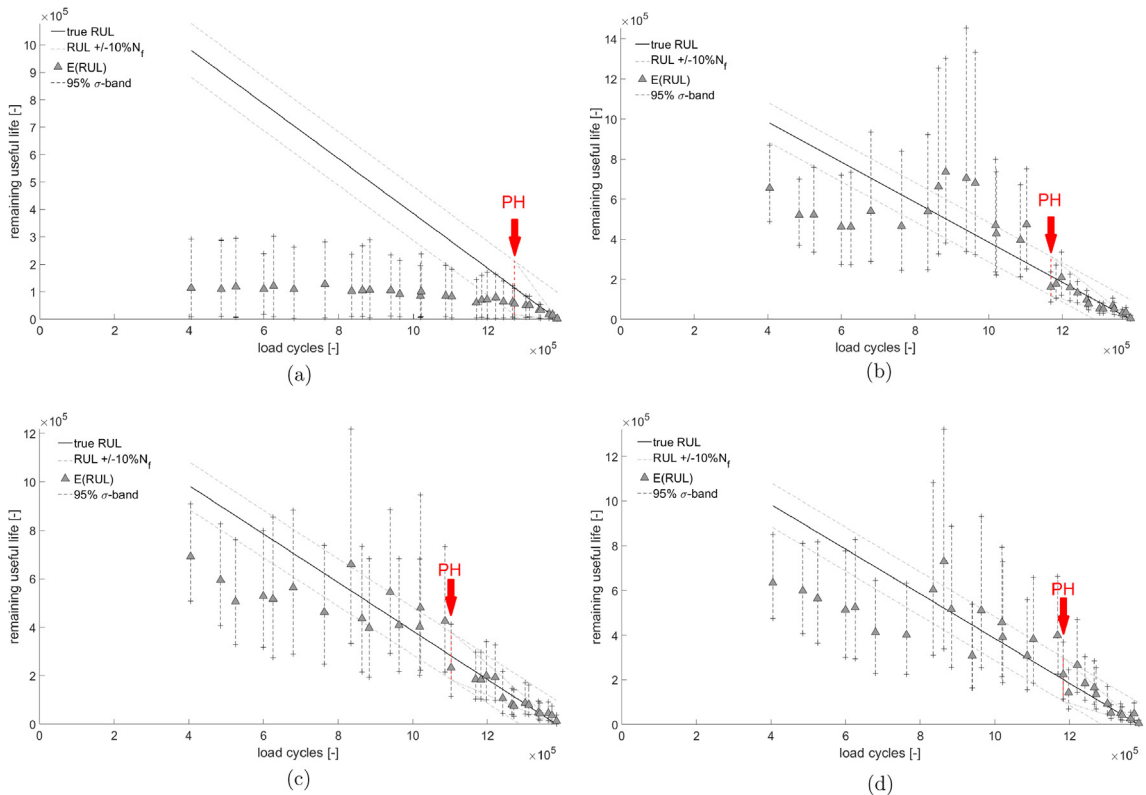 ×10⁵
true RUL
RUL +/-10%N_f
E(RUL)
95% σ-band
PH
remaining useful life [-]
10
9
8
7
6
5
4
3
2
1
0
0 2 4 6 8 10 12
load cycles [-]
×10⁵
(a)
×10⁵
true RUL
RUL +/-10%N_f
E(RUL)
95% σ-band
PH
remaining useful life [-]
14
12
10
8
6
4
2
0
0 2 4 6 8 10 12
load cycles [-]
×10⁵
(b)
×10⁵
true RUL
RUL +/-10%N_f
E(RUL)
95% σ-band
PH
remaining useful life [-]
12
10
8
6
4
2
0
0 2 4 6 8 10 12
load cycles [-]
×10⁵
(c)
×10⁵
true RUL
RUL +/-10%N_f
E(RUL)
95% σ-band
PH
remaining useful life [-]
12
10
8
6
4
2
0
0 2 4 6 8 10 12
load cycles [-]
×10⁵
(d)